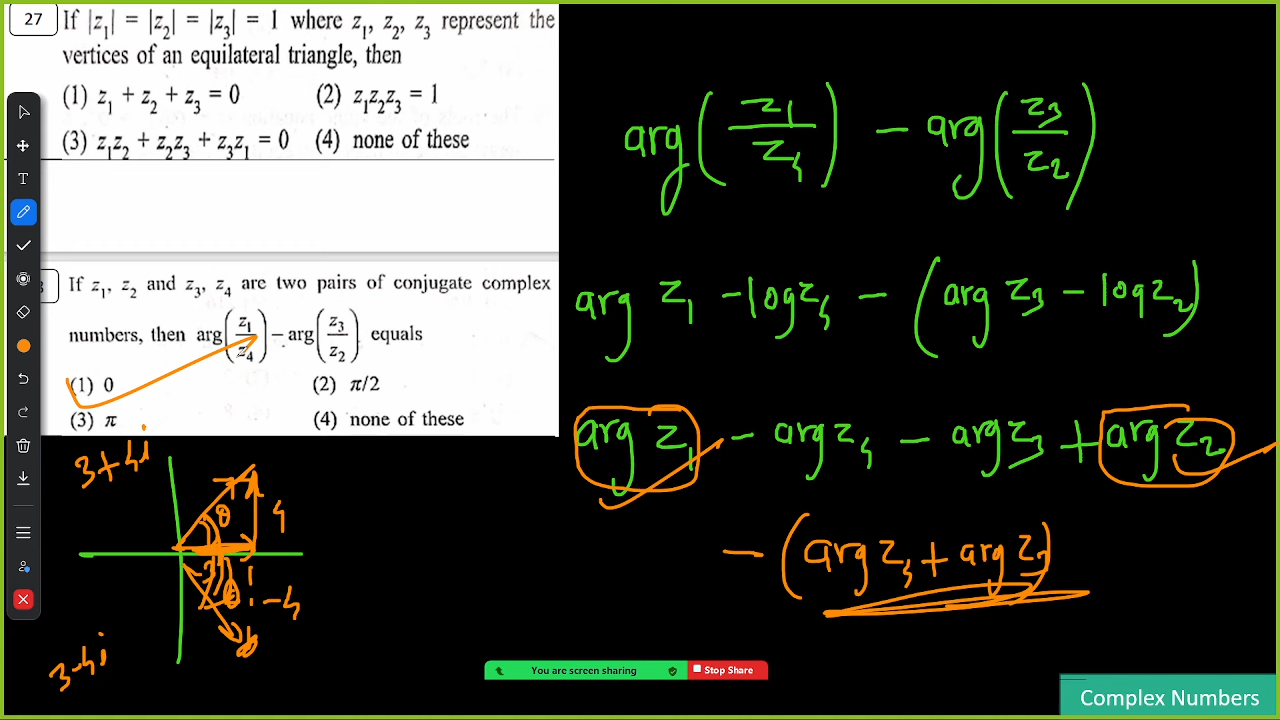 27 If |z₁| = |z₂| = |z₃| = 1 where z₁, z₂, z₃ represent the
vertices of an equilateral triangle, then
(1) z₁ + z₂ + z₃ = 0 (2) z₁z₂z₃ = 1
(3) z₁z₂ + z₂z₃ + z₃z₁ = 0 (4) none of these
If z₁, z₂ and z₃, z₄ are two pairs of conjugate complex
numbers, then arg(z₁/z₄) − arg(z₃/z₂) equals
(1) 0 (2) π/2
(3) π (4) none of these
3+4i
θ
4
θ
-4
3-4i
arg(z₁/z₄) − arg(z₃/z₂)
arg z₁ - log z₄ − (arg z₃ − log z₂)
arg z₁ − arg z₄ − arg z₃ + arg z₂
− (arg z₄ + arg z₃)
You are screen sharing Stop Share
Complex Numbers